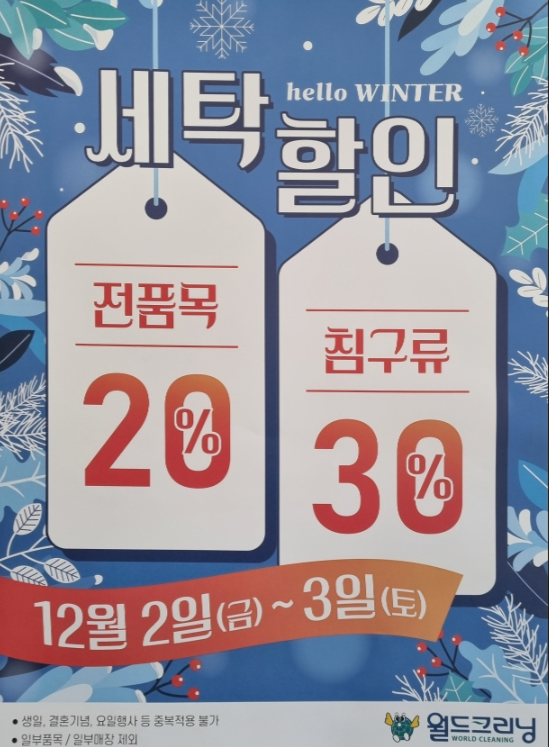 hello WINTER
세탁
할인
전품목
20%
침구류
30%
12월 2일(금) ~ 3일(토)
• 생일, 결혼기념, 요일행사 등 중복적용 불가
• 일부품목 / 일부매장 제외
월드크리닝
WORLD CLEANING